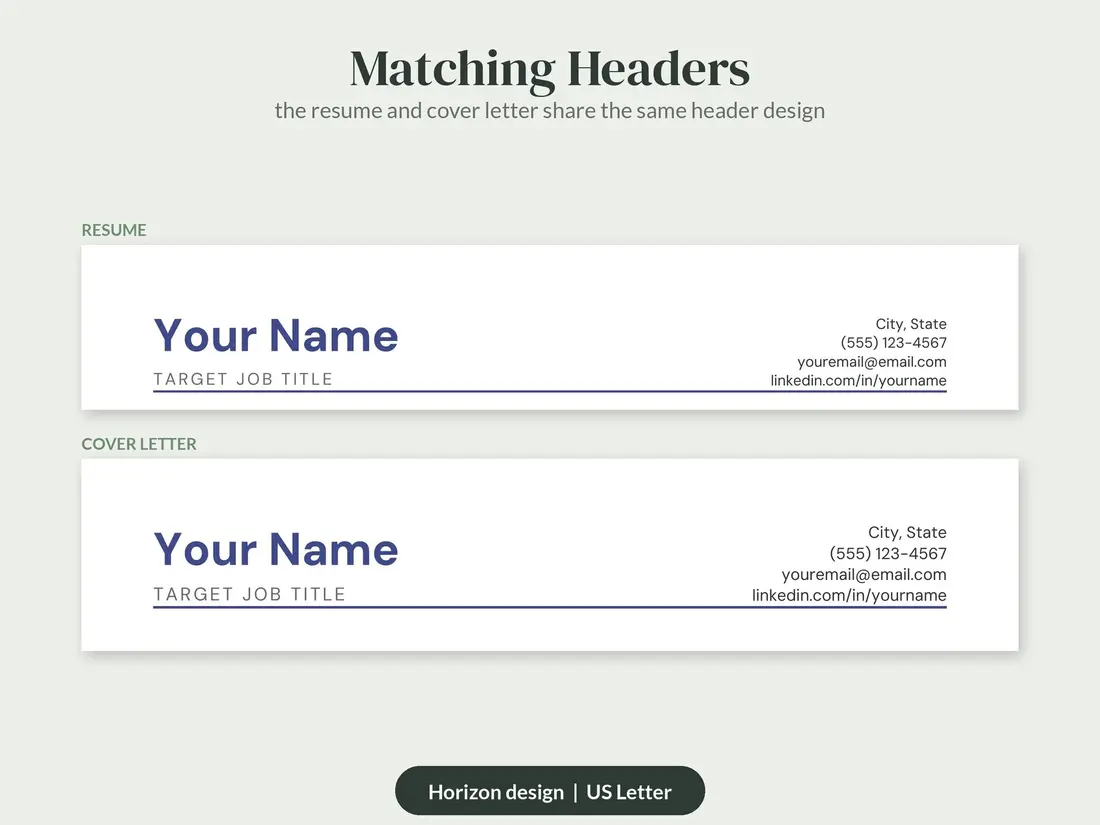 Matching Headers
the resume and cover letter share the same header design
RESUME
Your Name
TARGET JOB TITLE
City, State
(555) 123-4567
youremail@email.com
linkedin.com/in/yourname
COVER LETTER
Your Name
TARGET JOB TITLE
City, State
(555) 123-4567
youremail@email.com
linkedin.com/in/yourname
Horizon design | US Letter